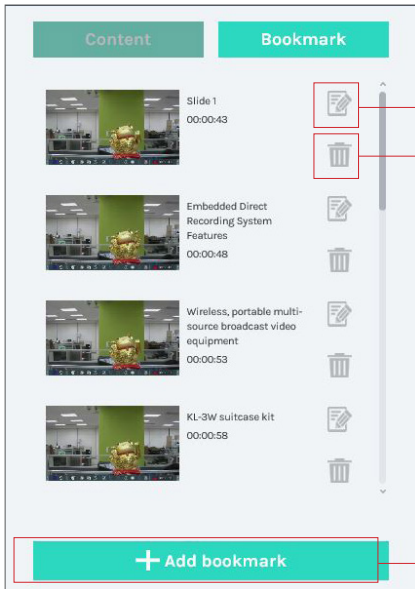 Content
Bookmark
Slide 1
00:00:43
Embedded Direct
Recording System
Features
00:00:48
Wireless, portable multi-
source broadcast video
equipment
00:00:53
KL-3W suitcase kit
00:00:58
Add bookmark